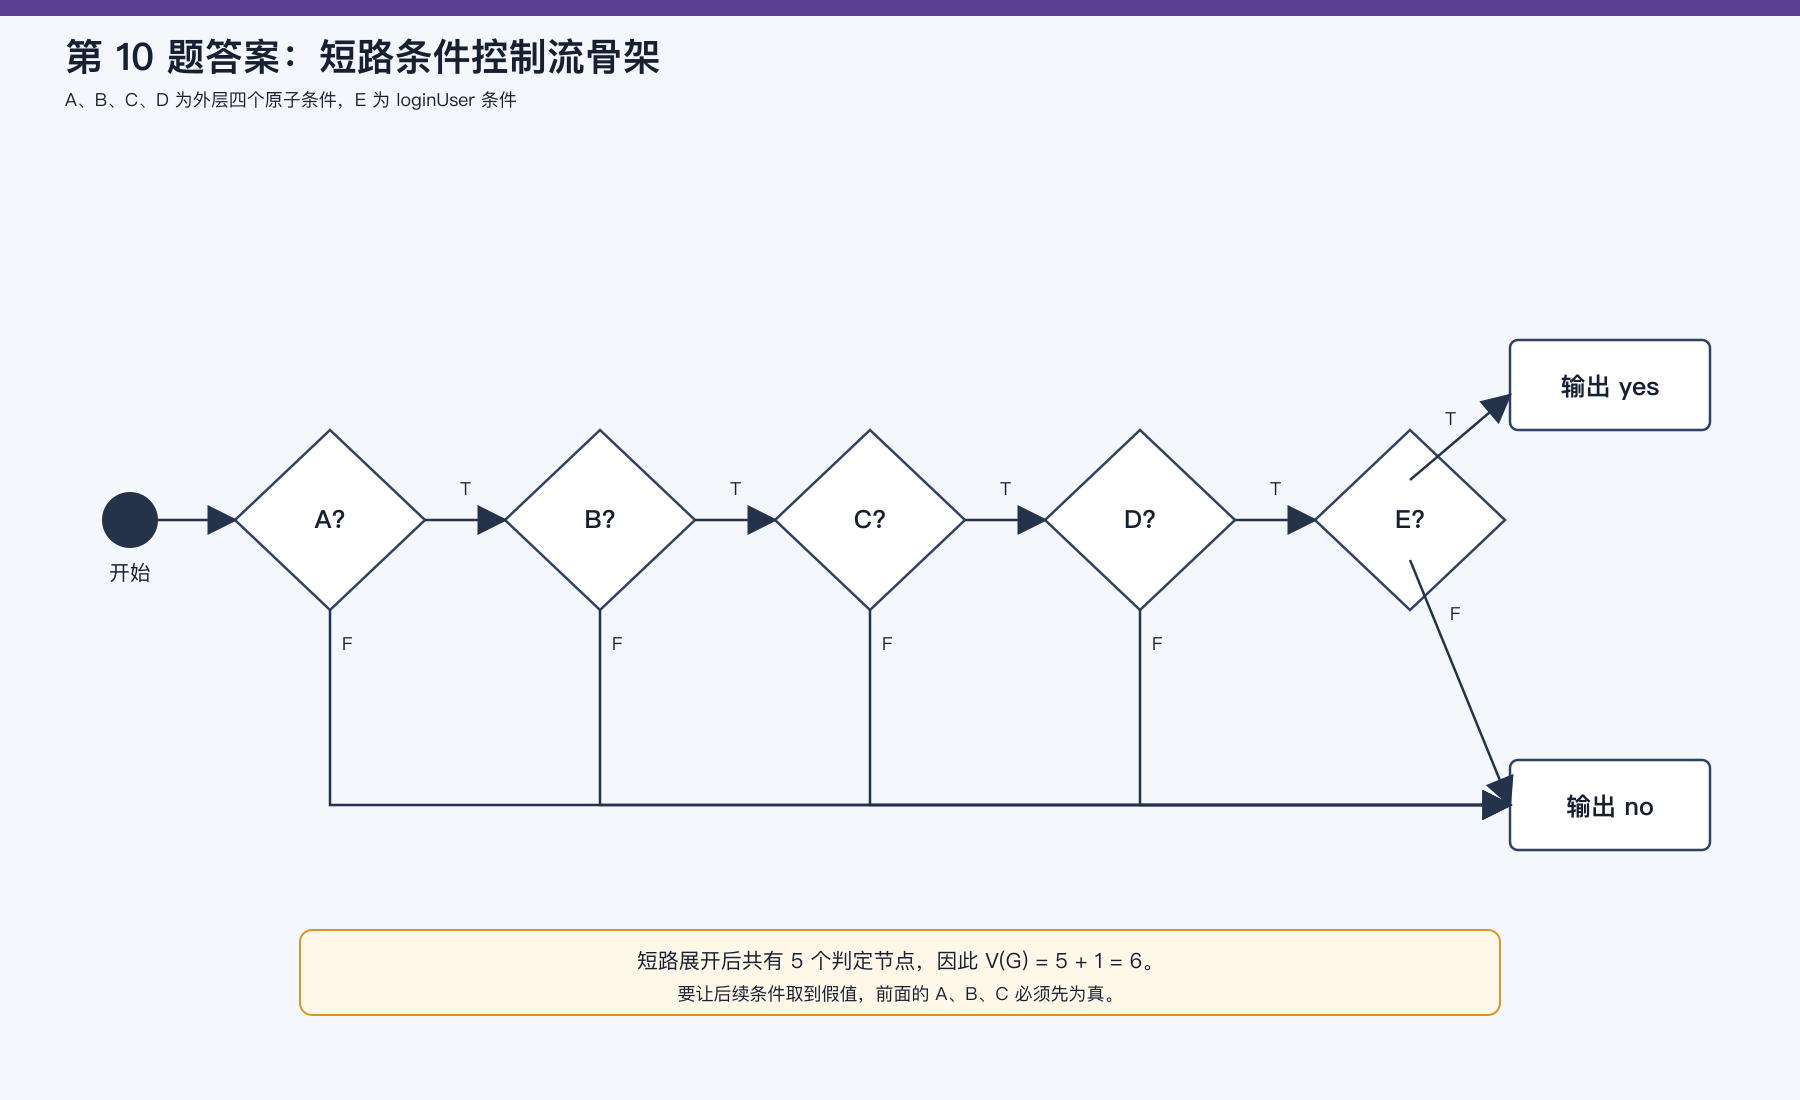 第 10 题答案：短路条件控制流骨架
A、B、C、D 为外层四个原子条件，E 为 loginUser 条件
输出 yes
T
T
T
T
T
A?
B?
C?
D?
E?
开始
F
F
F
F
F
输出 no
短路展开后共有 5 个判定节点，因此 V(G) = 5 + 1 = 6。
要让后续条件取到假值，前面的 A、B、C 必须先为真。